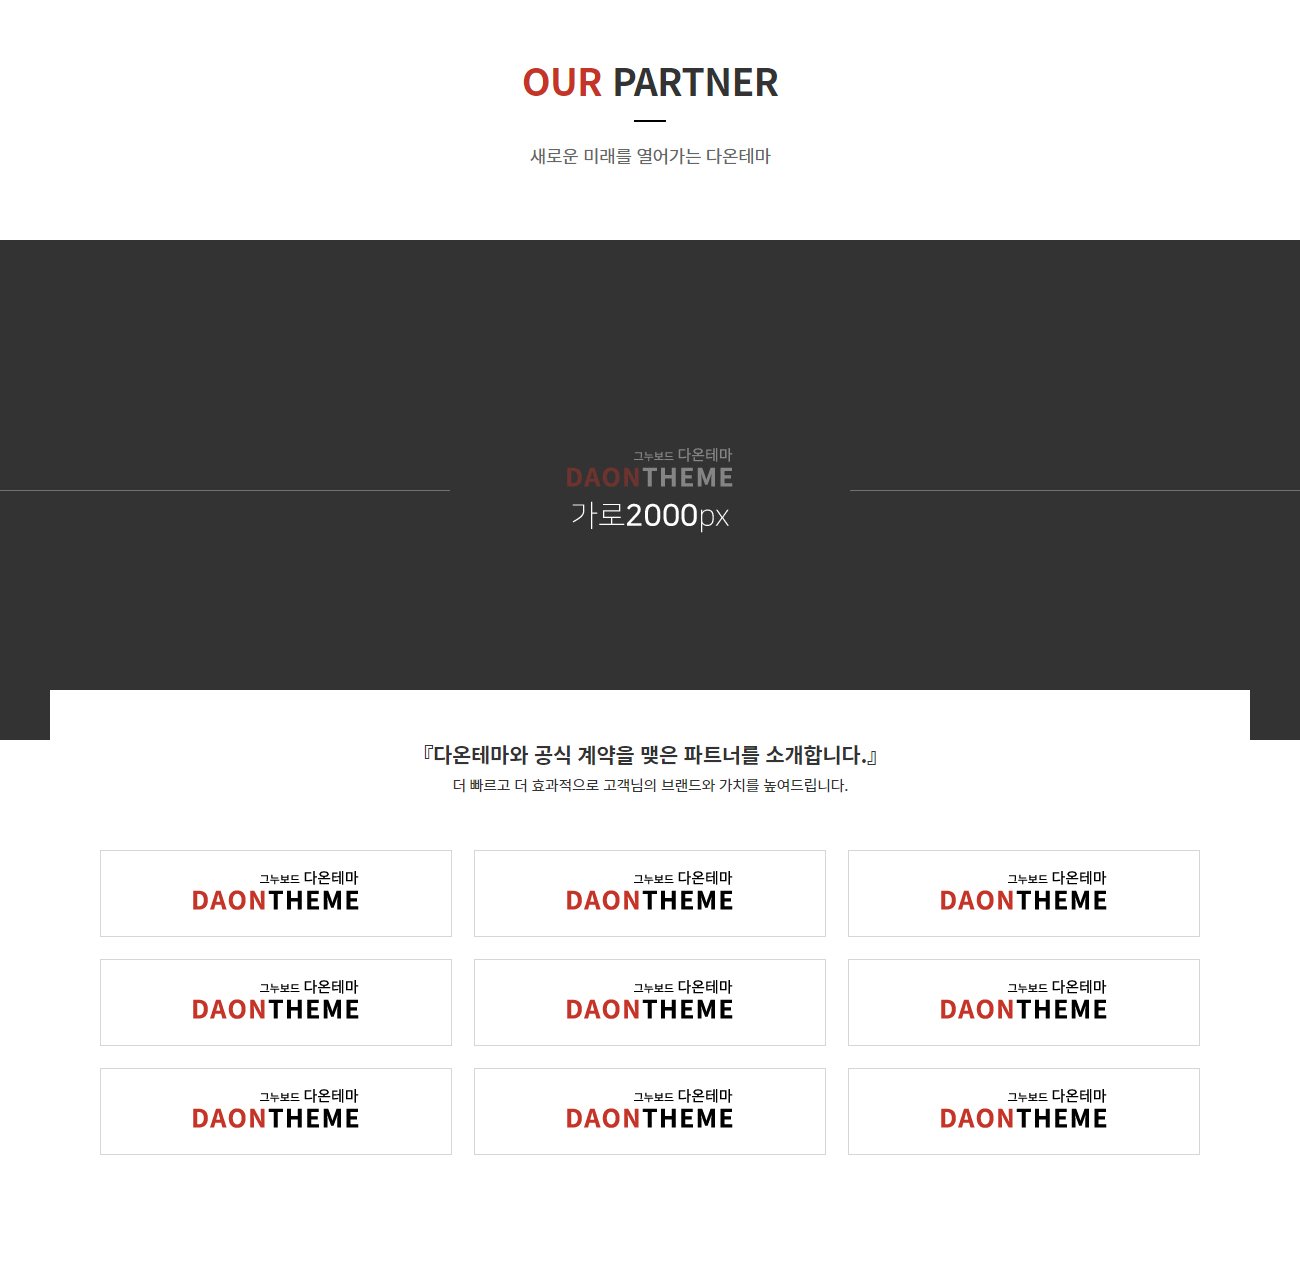 OUR PARTNER
새로운 미래를 열어가는 다온테마
그누보드 다온테마
DAONTHEME
가로2000px
『다온테마와 공식 계약을 맺은 파트너를 소개합니다.』
더 빠르고 더 효과적으로 고객님의 브랜드와 가치를 높여드립니다.
그누보드 다온테마
DAONTHEME
그누보드 다온테마
DAONTHEME
그누보드 다온테마
DAONTHEME
그누보드 다온테마
DAONTHEME
그누보드 다온테마
DAONTHEME
그누보드 다온테마
DAONTHEME
그누보드 다온테마
DAONTHEME
그누보드 다온테마
DAONTHEME
그누보드 다온테마
DAONTHEME